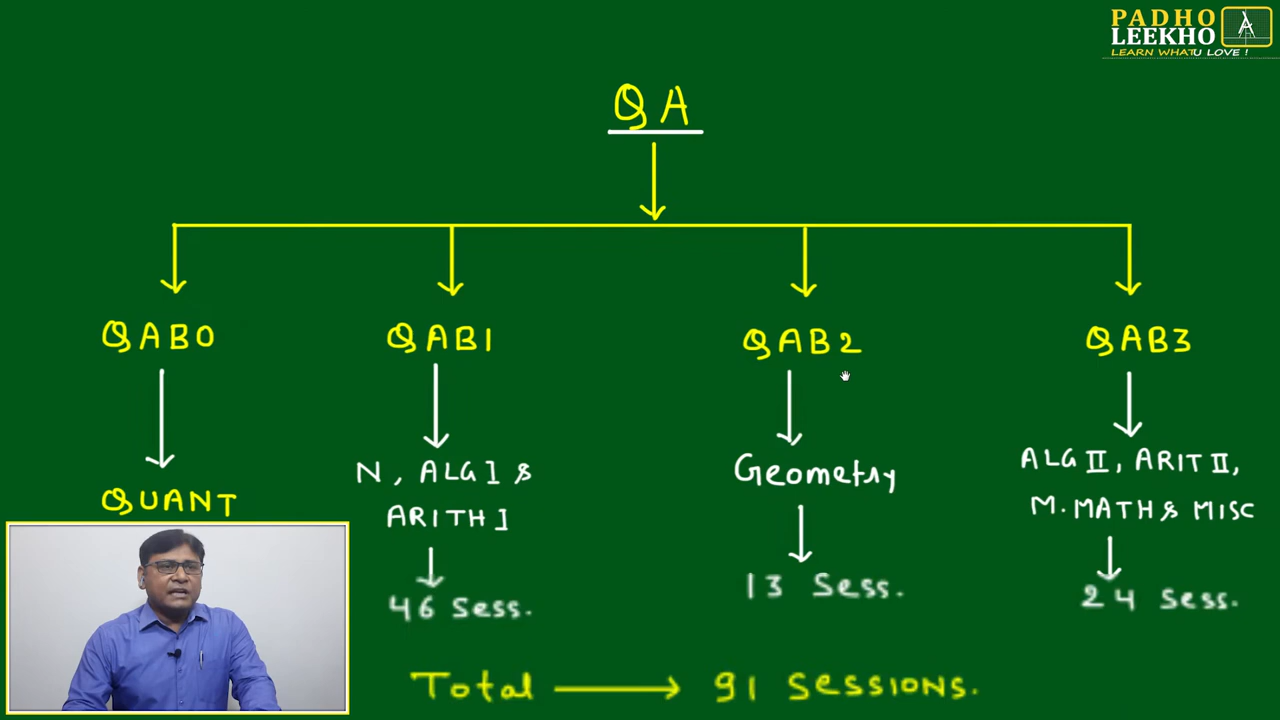 PADHO
LEEKHO
LEARN WHAT U LOVE !
QA
QAB0
QAB1
QAB2
QAB3
QUANT
N, ALG I &
ARITH I
46 Sess.
Geometry
13 Sess.
ALG II, ARIT II,
M. MATH & MISC
24 Sess.
Total → 91 SESSIONS.